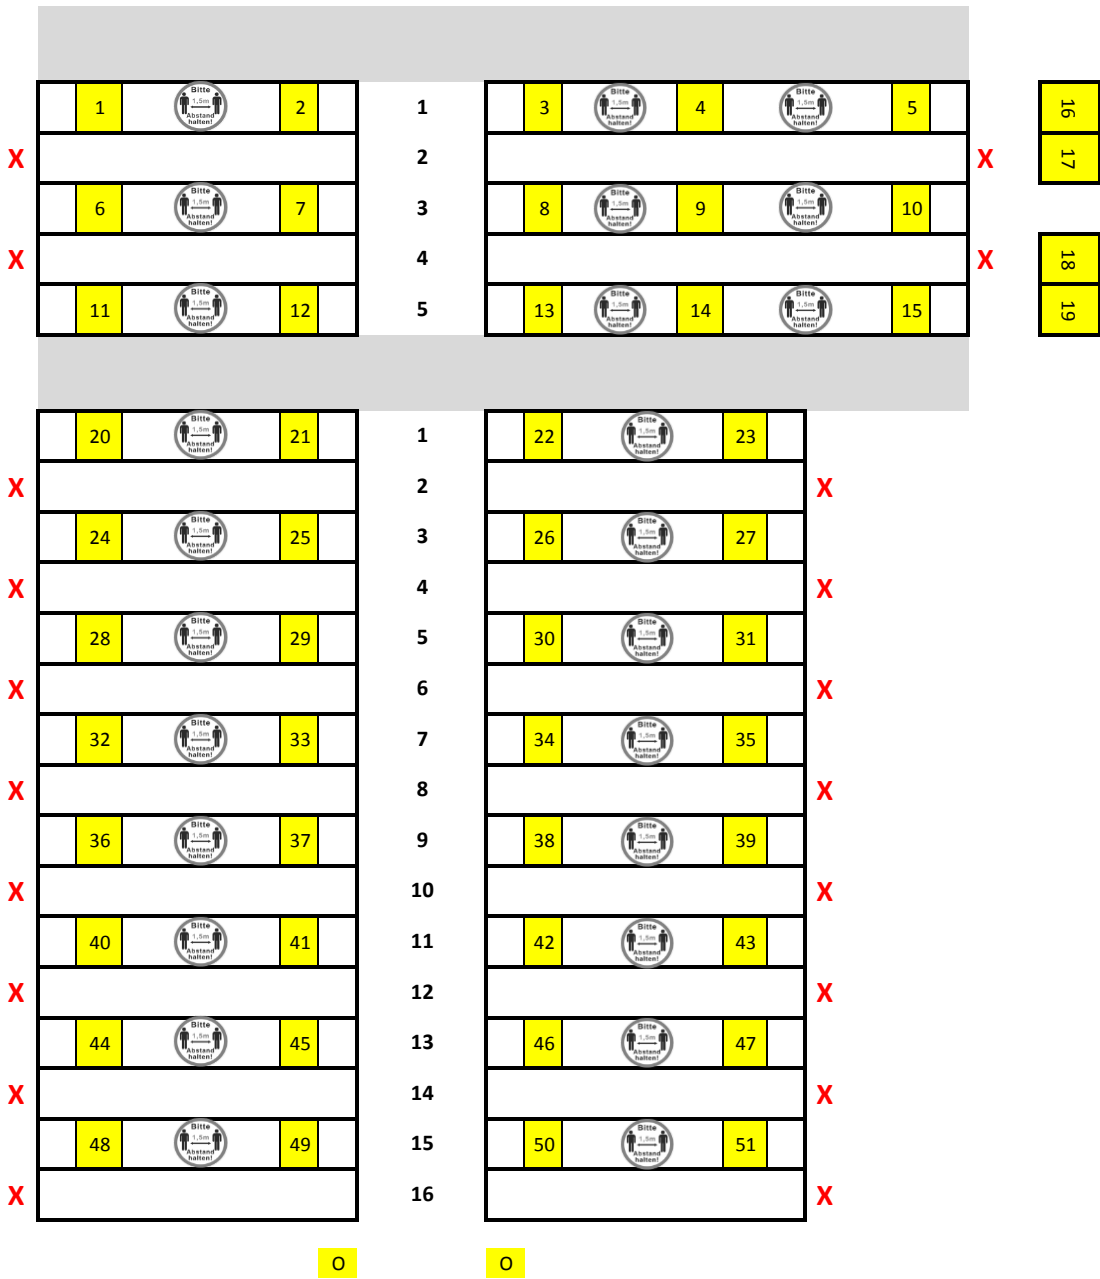 1 Bitte 1,5m Abstand halten! 2 1 3 Bitte 1,5m Abstand halten! 4 Bitte 1,5m Abstand halten! 5 16
X 2 X 17
6 Bitte 1,5m Abstand halten! 7 3 8 Bitte 1,5m Abstand halten! 9 Bitte 1,5m Abstand halten! 10
X 4 X 18
11 Bitte 1,5m Abstand halten! 12 5 13 Bitte 1,5m Abstand halten! 14 Bitte 1,5m Abstand halten! 15 19
20 Bitte 1,5m Abstand halten! 21 1 22 Bitte 1,5m Abstand halten! 23
X 2 X
24 Bitte 1,5m Abstand halten! 25 3 26 Bitte 1,5m Abstand halten! 27
X 4 X
28 Bitte 1,5m Abstand halten! 29 5 30 Bitte 1,5m Abstand halten! 31
X 6 X
32 Bitte 1,5m Abstand halten! 33 7 34 Bitte 1,5m Abstand halten! 35
X 8 X
36 Bitte 1,5m Abstand halten! 37 9 38 Bitte 1,5m Abstand halten! 39
X 10 X
40 Bitte 1,5m Abstand halten! 41 11 42 Bitte 1,5m Abstand halten! 43
X 12 X
44 Bitte 1,5m Abstand halten! 45 13 46 Bitte 1,5m Abstand halten! 47
X 14 X
48 Bitte 1,5m Abstand halten! 49 15 50 Bitte 1,5m Abstand halten! 51
X 16 X
O O